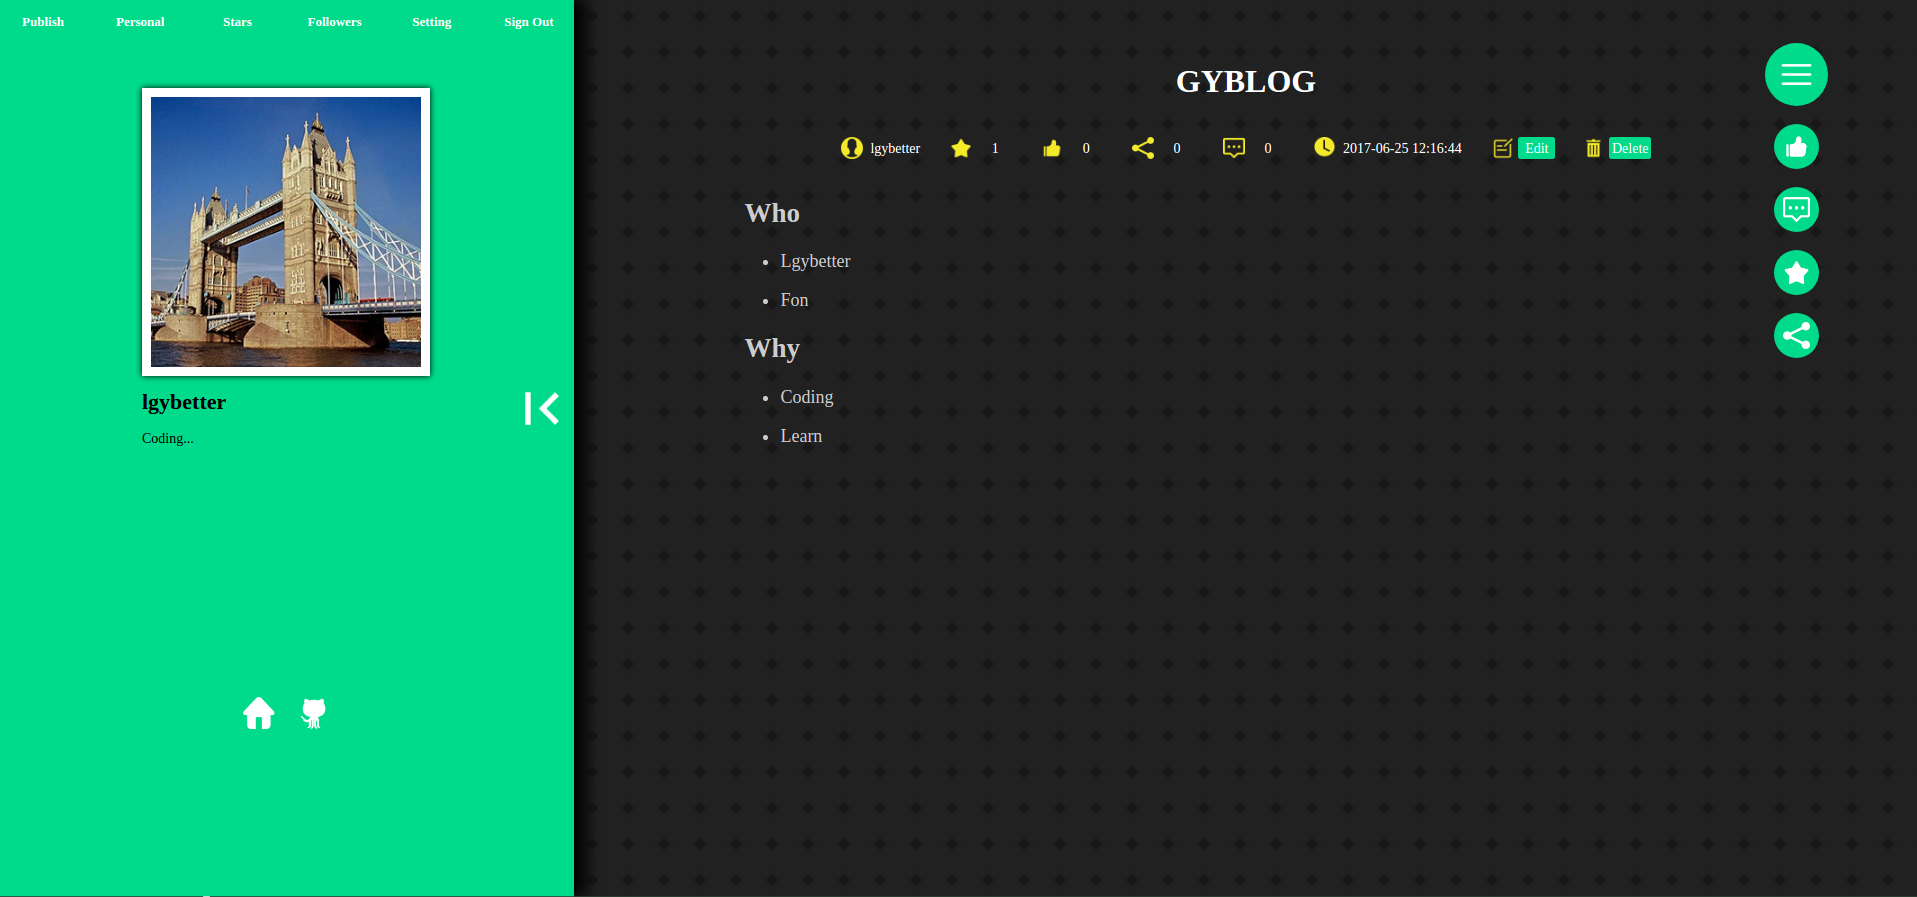 Publish Personal Stars Followers Setting Sign Out
lgybetter
Coding...
GYBLOG
lgybetter 1 0 0 0 2017-06-25 12:16:44 Edit Delete
Who
• Lgybetter
• Fon
Why
• Coding
• Learn